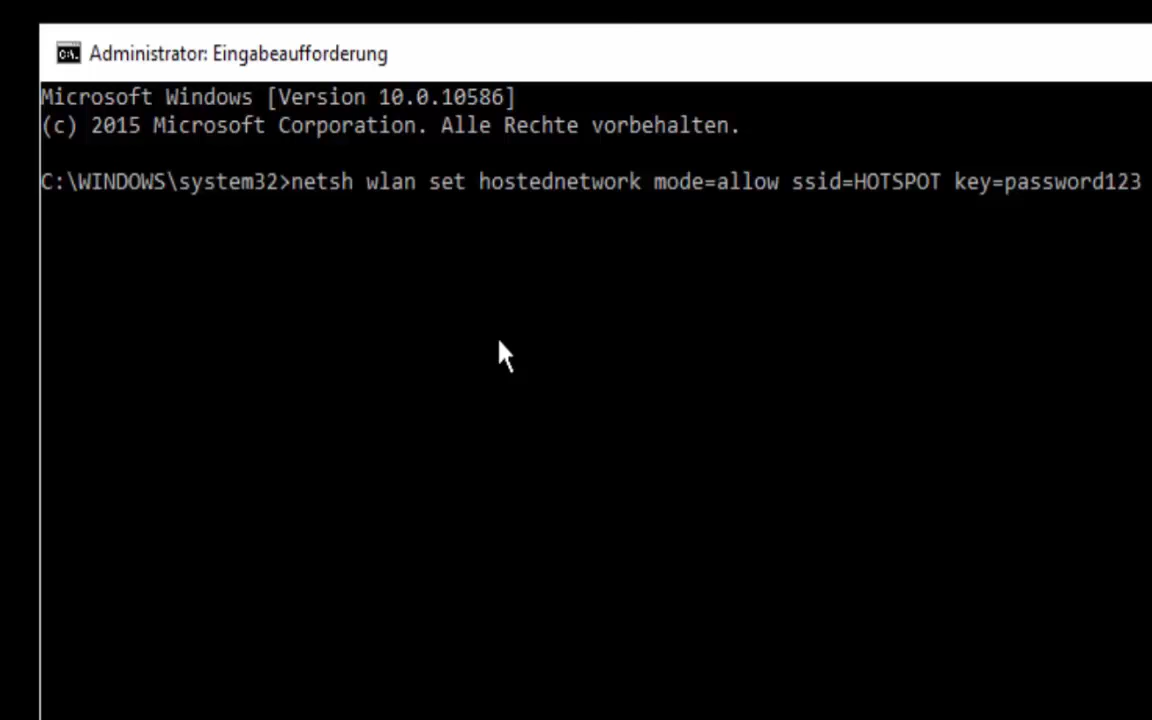 Administrator: Eingabeaufforderung
Microsoft Windows [Version 10.0.10586]
(c) 2015 Microsoft Corporation. Alle Rechte vorbehalten.
C:\WINDOWS\system32>netsh wlan set hostednetwork mode=allow ssid=HOTSPOT key=password123